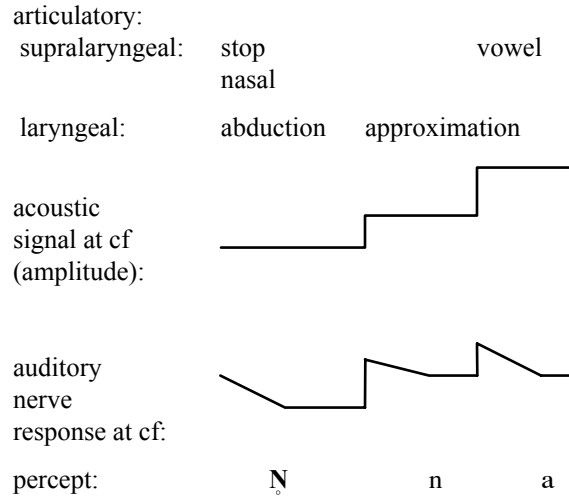 articulatory:
supralaryngeal: stop vowel
nasal
laryngeal: abduction approximation
acoustic
signal at cf
(amplitude):
auditory
nerve
response at cf:
percept: N̥ n a